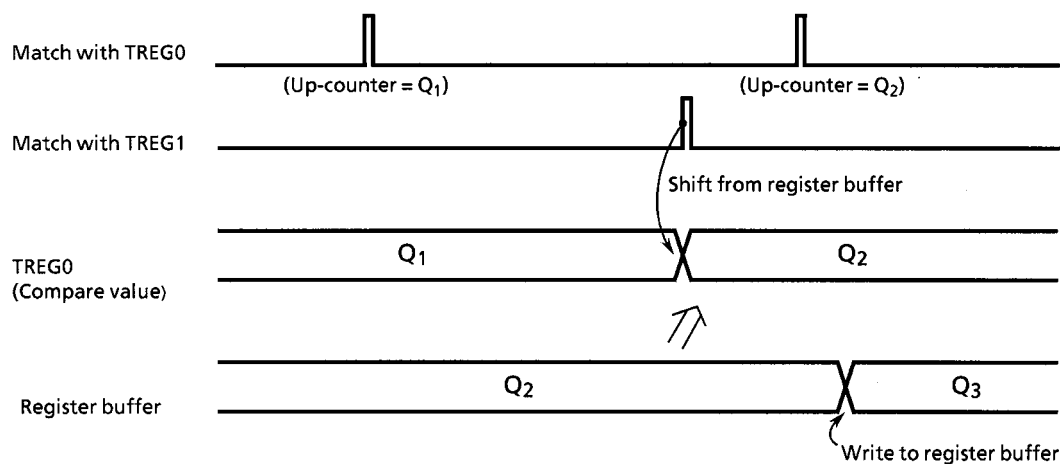 Match with TREG0
(Up-counter = Q1)
(Up-counter = Q2)
Match with TREG1
Shift from register buffer
TREG0
(Compare value)
Q1
Q2
Register buffer
Q2
Q3
Write to register buffer